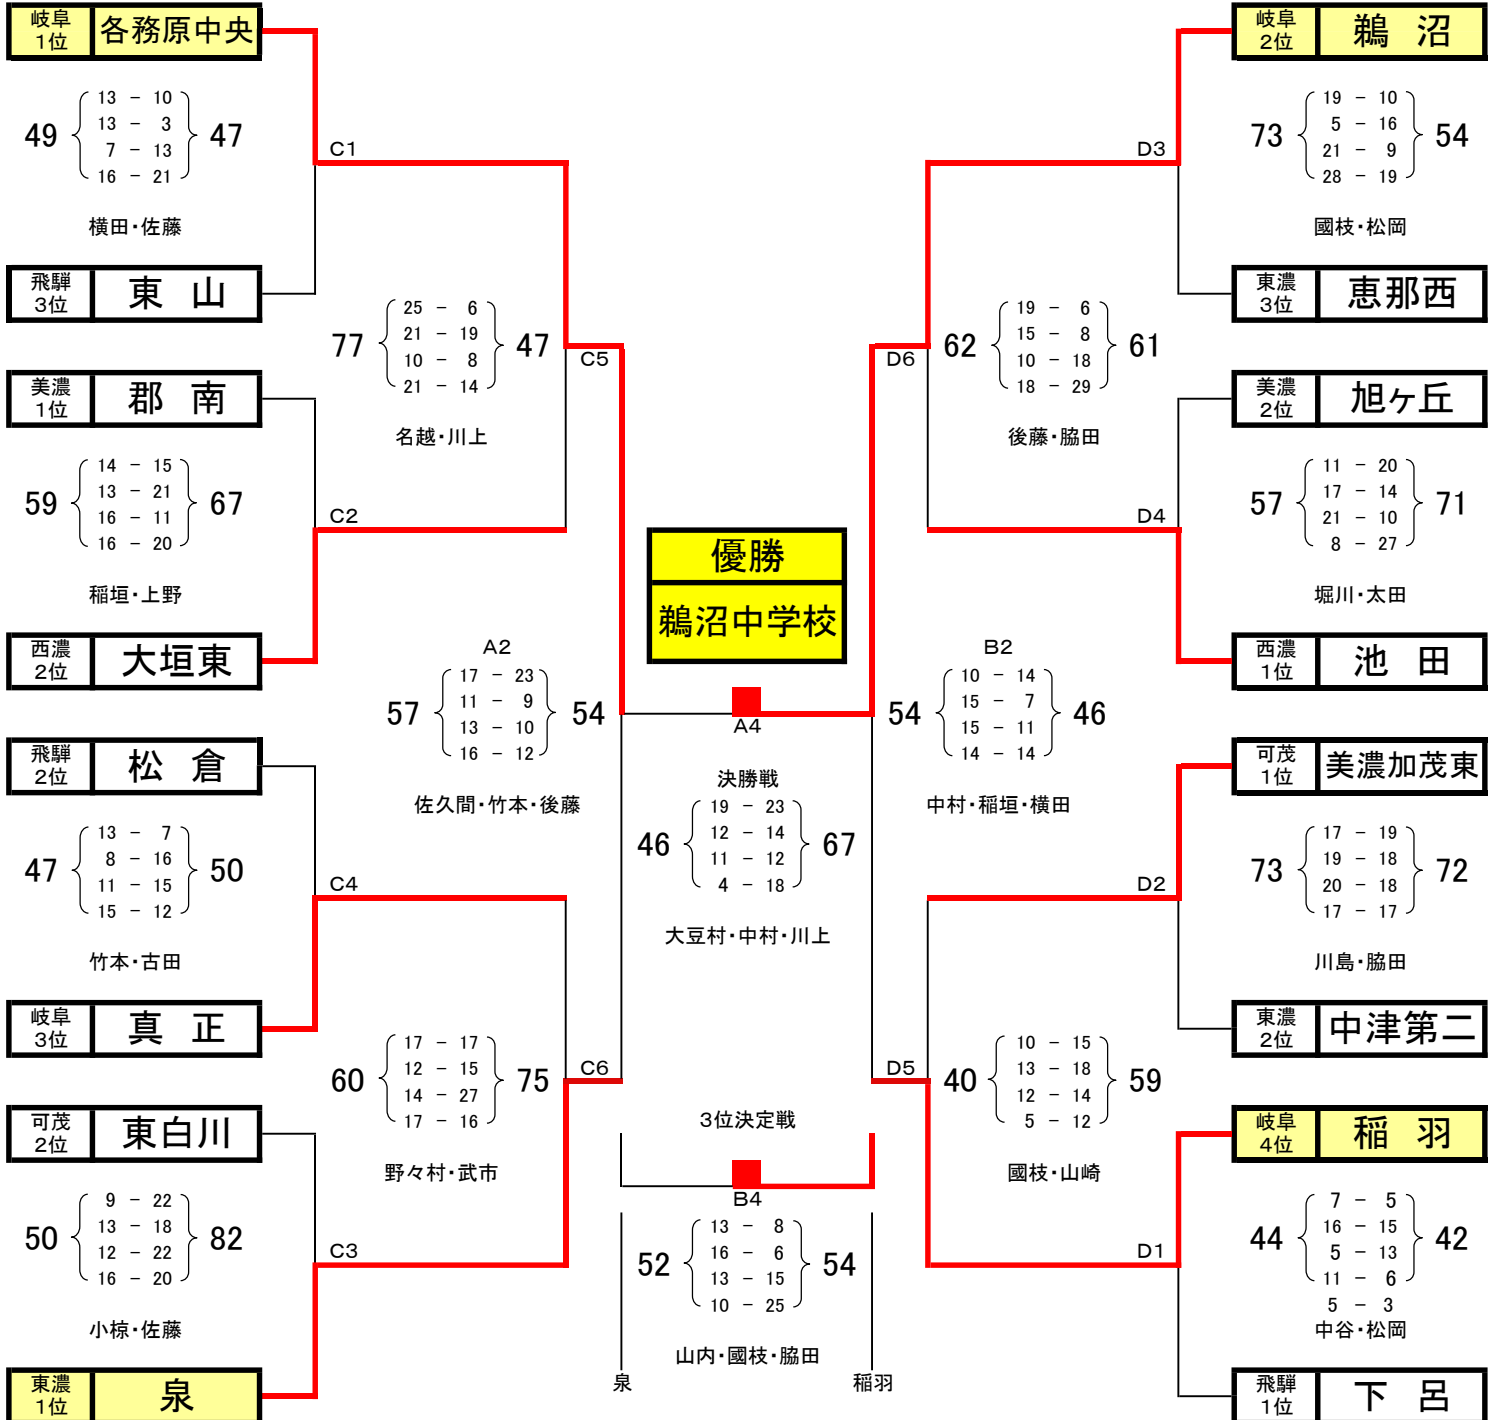 岐阜
1位
各務原中央
49
13 - 10
13 - 3
7 - 13
16 - 21
47
横田・佐藤
C1
飛騨
3位
東 山
77
25 - 6
21 - 19
10 - 8
21 - 14
47
名越・川上
C5
美濃
1位
郡 南
59
14 - 15
13 - 21
16 - 11
16 - 20
67
稲垣・上野
C2
西濃
2位
大垣東
A2
57
17 - 23
11 - 9
13 - 10
16 - 12
54
佐久間・竹本・後藤
飛騨
2位
松 倉
47
13 - 7
8 - 16
11 - 15
15 - 12
50
竹本・古田
C4
岐阜
3位
真 正
60
17 - 17
12 - 15
14 - 27
17 - 16
75
野々村・武市
C6
可茂
2位
東白川
50
9 - 22
13 - 18
12 - 22
16 - 20
82
小椋・佐藤
C3
東濃
1位
泉
優勝
鵜沼中学校
A4
決勝戦
46
19 - 23
12 - 14
11 - 12
4 - 18
67
大豆村・中村・川上
3位決定戦
B4
52
13 - 8
16 - 6
13 - 15
10 - 25
54
山内・國枝・脇田
泉
稲羽
岐阜
2位
鵜 沼
D3
73
19 - 10
5 - 16
21 - 9
28 - 19
54
國枝・松岡
東濃
3位
恵那西
D6
62
19 - 6
15 - 8
10 - 18
18 - 29
61
後藤・脇田
美濃
2位
旭ヶ丘
D4
57
11 - 20
17 - 14
21 - 10
8 - 27
71
堀川・太田
西濃
1位
池 田
B2
54
10 - 14
15 - 7
15 - 11
14 - 14
46
中村・稲垣・横田
可茂
1位
美濃加茂東
D2
73
17 - 19
19 - 18
20 - 18
17 - 17
72
川島・脇田
東濃
2位
中津第二
D5
40
10 - 15
13 - 18
12 - 14
5 - 12
59
國枝・山崎
岐阜
4位
稲 羽
D1
44
7 - 5
16 - 15
5 - 13
11 - 6
5 - 3
42
中谷・松岡
飛騨
1位
下 呂